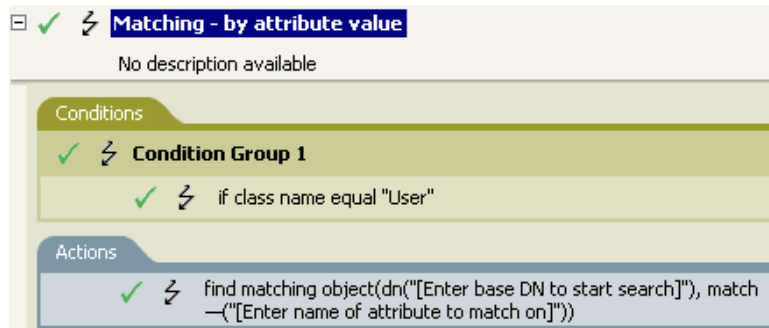 Matching - by attribute value
No description available
Conditions
Condition Group 1
if class name equal "User"
Actions
find matching object(dn("[Enter base DN to start search]"), match
—("[Enter name of attribute to match on]"))